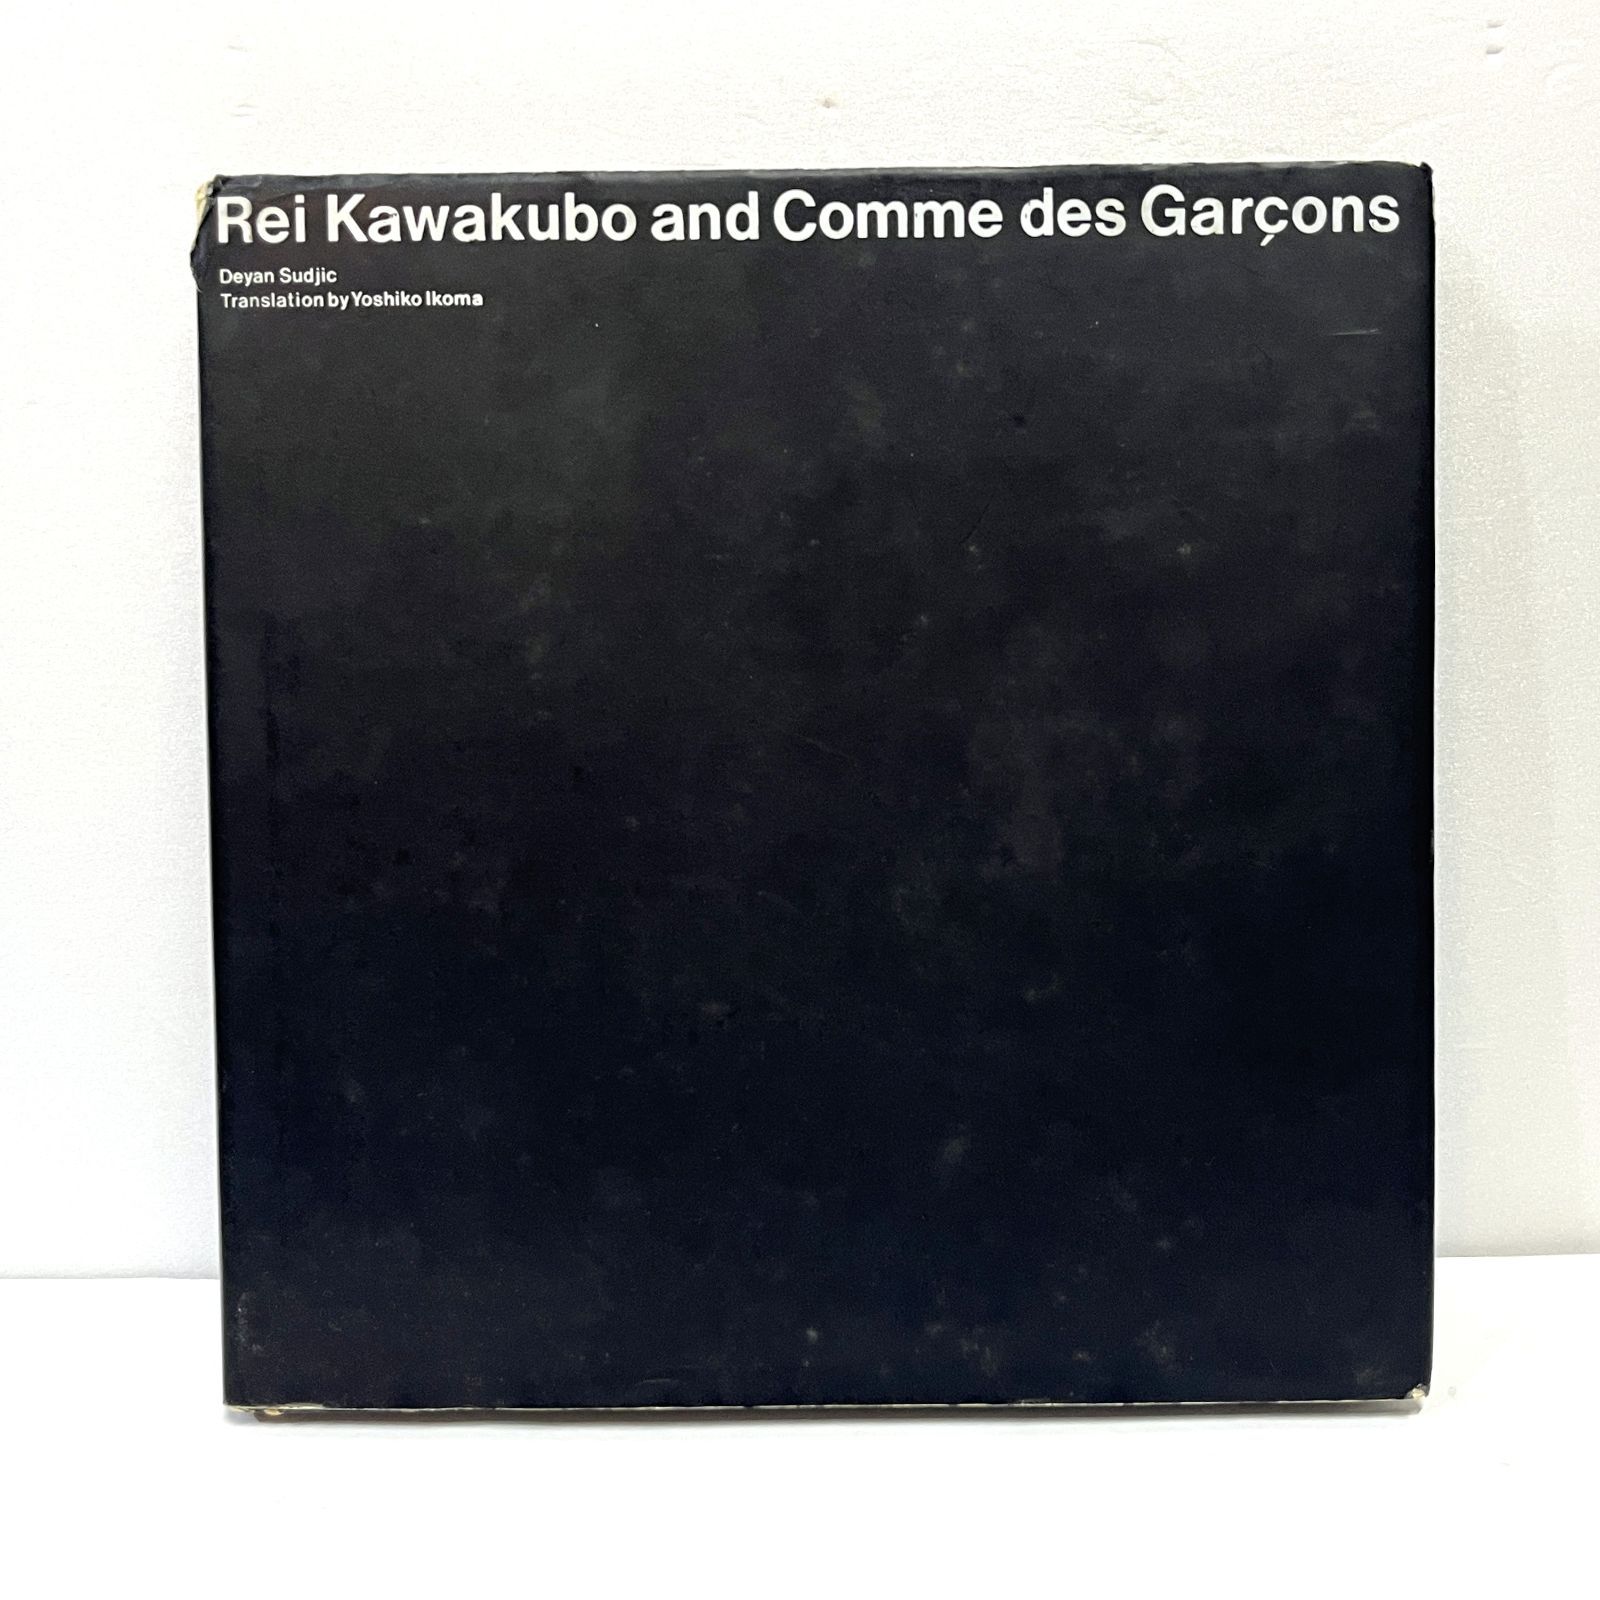 Rei Kawakubo and Comme des Garçons
Deyan Sudjic
Translation by Yoshiko Ikoma